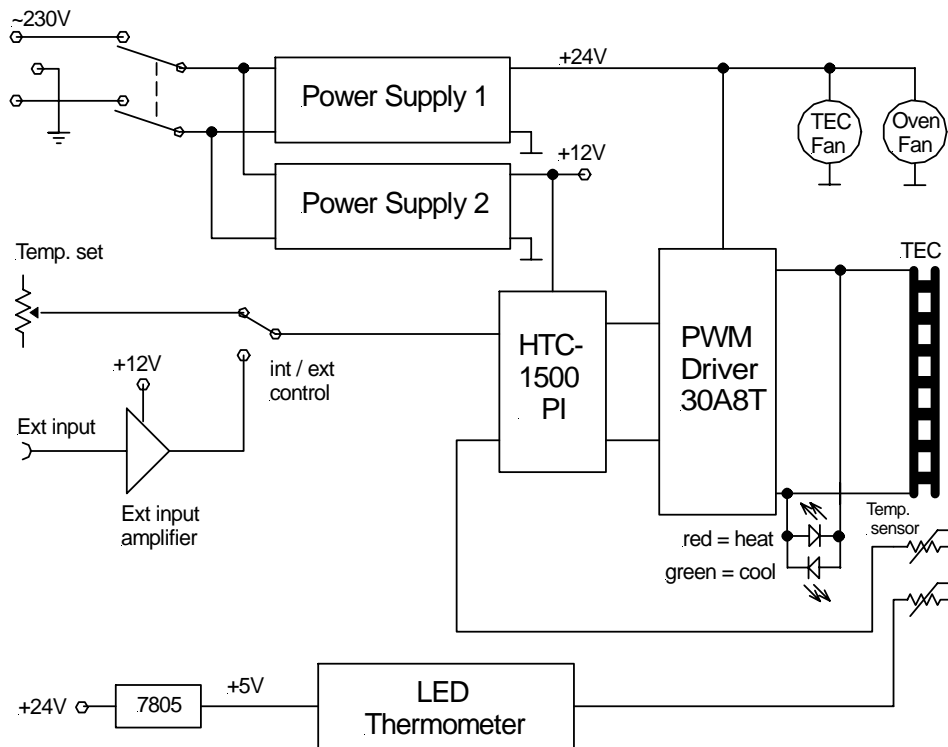 ~230V
Power Supply 1
+24V
TEC
Fan
Oven
Fan
+12V
Power Supply 2
Temp. set
TEC
HTC-
1500
PI
PWM
Driver
30A8T
int / ext
control
+12V
Ext input
Ext input
amplifier
Temp.
sensor
red = heat
green = cool
+24V
7805
+5V
LED
Thermometer